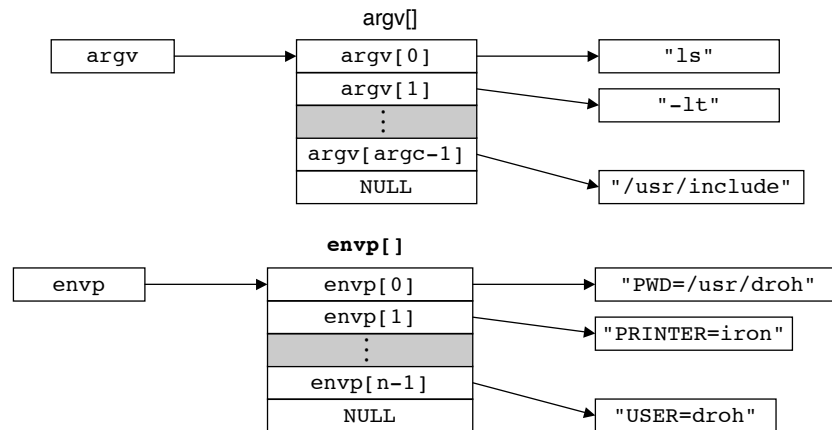 argv[]
argv
argv[0]
"ls"
argv[1]
"-lt"
⋮
argv[argc-1]
NULL
"/usr/include"
envp[]
envp
envp[0]
"PWD=/usr/droh"
envp[1]
"PRINTER=iron"
⋮
envp[n-1]
NULL
"USER=droh"